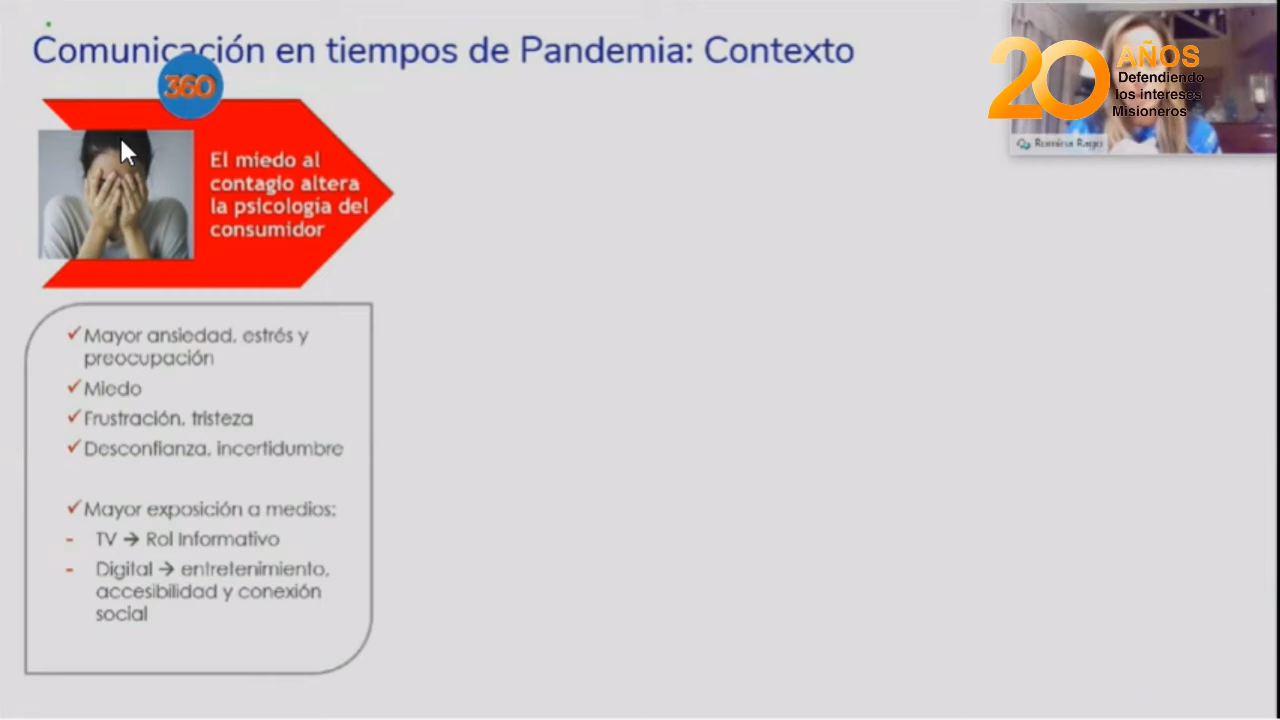 Comunicación en tiempos de Pandemia: Contexto
360
El miedo al
contagio altera
la psicología del
consumidor
Mayor ansiedad, estrés y
preocupación
Miedo
Frustración, tristeza
Desconfianza, incertidumbre
Mayor exposición a medios:
- TV → Rol Informativo
- Digital → entretenimiento,
accesibilidad y conexión
social
20 AÑOS
Defendiendo
los intereses
Misioneros
Romina Rago